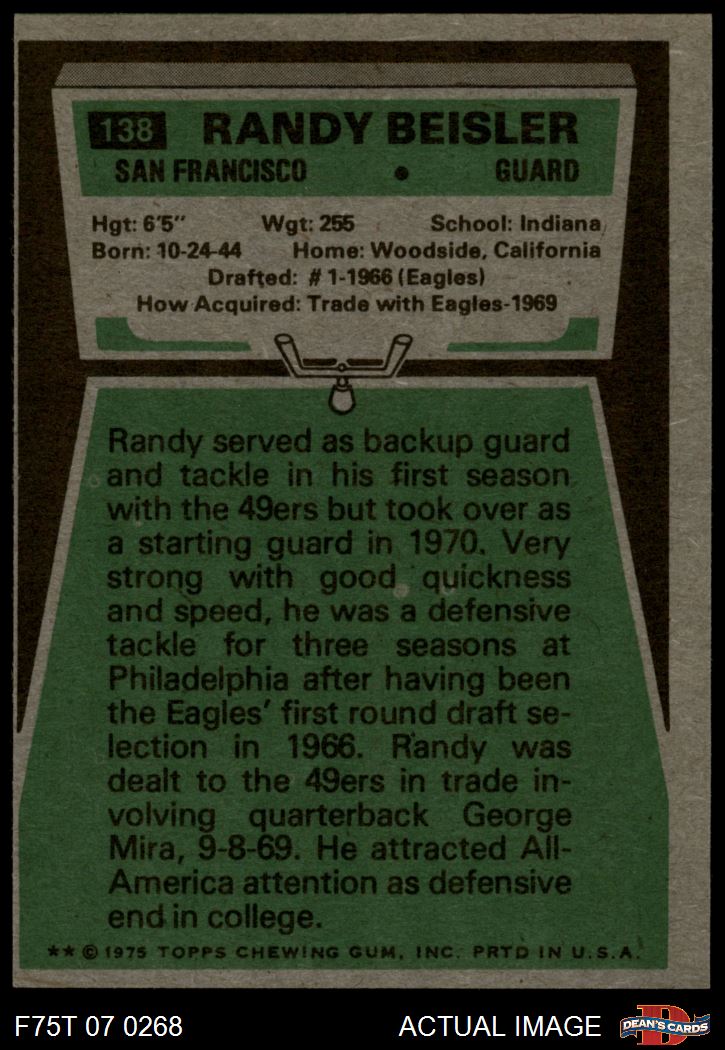 138 RANDY BEISLER
SAN FRANCISCO • GUARD
Hgt: 6'5" Wgt: 255 School: Indiana
Born: 10-24-44 Home: Woodside, California
Drafted: #1-1966 (Eagles)
How Acquired: Trade with Eagles-1969
Randy served as backup guard
and tackle in his first season
with the 49ers but took over as
a starting guard in 1970. Very
strong with good quickness
and speed, he was a defensive
tackle for three seasons at
Philadelphia after having been
the Eagles' first round draft se-
lection in 1966. Randy was
dealt to the 49ers in trade in-
volving quarterback George
Mira, 9-8-69. He attracted All-
America attention as defensive
end in college.
** © 1975 TOPPS CHEWING GUM, INC. PRTD IN U.S.A.
F75T 07 0268 ACTUAL IMAGE D DEAN'S CARDS